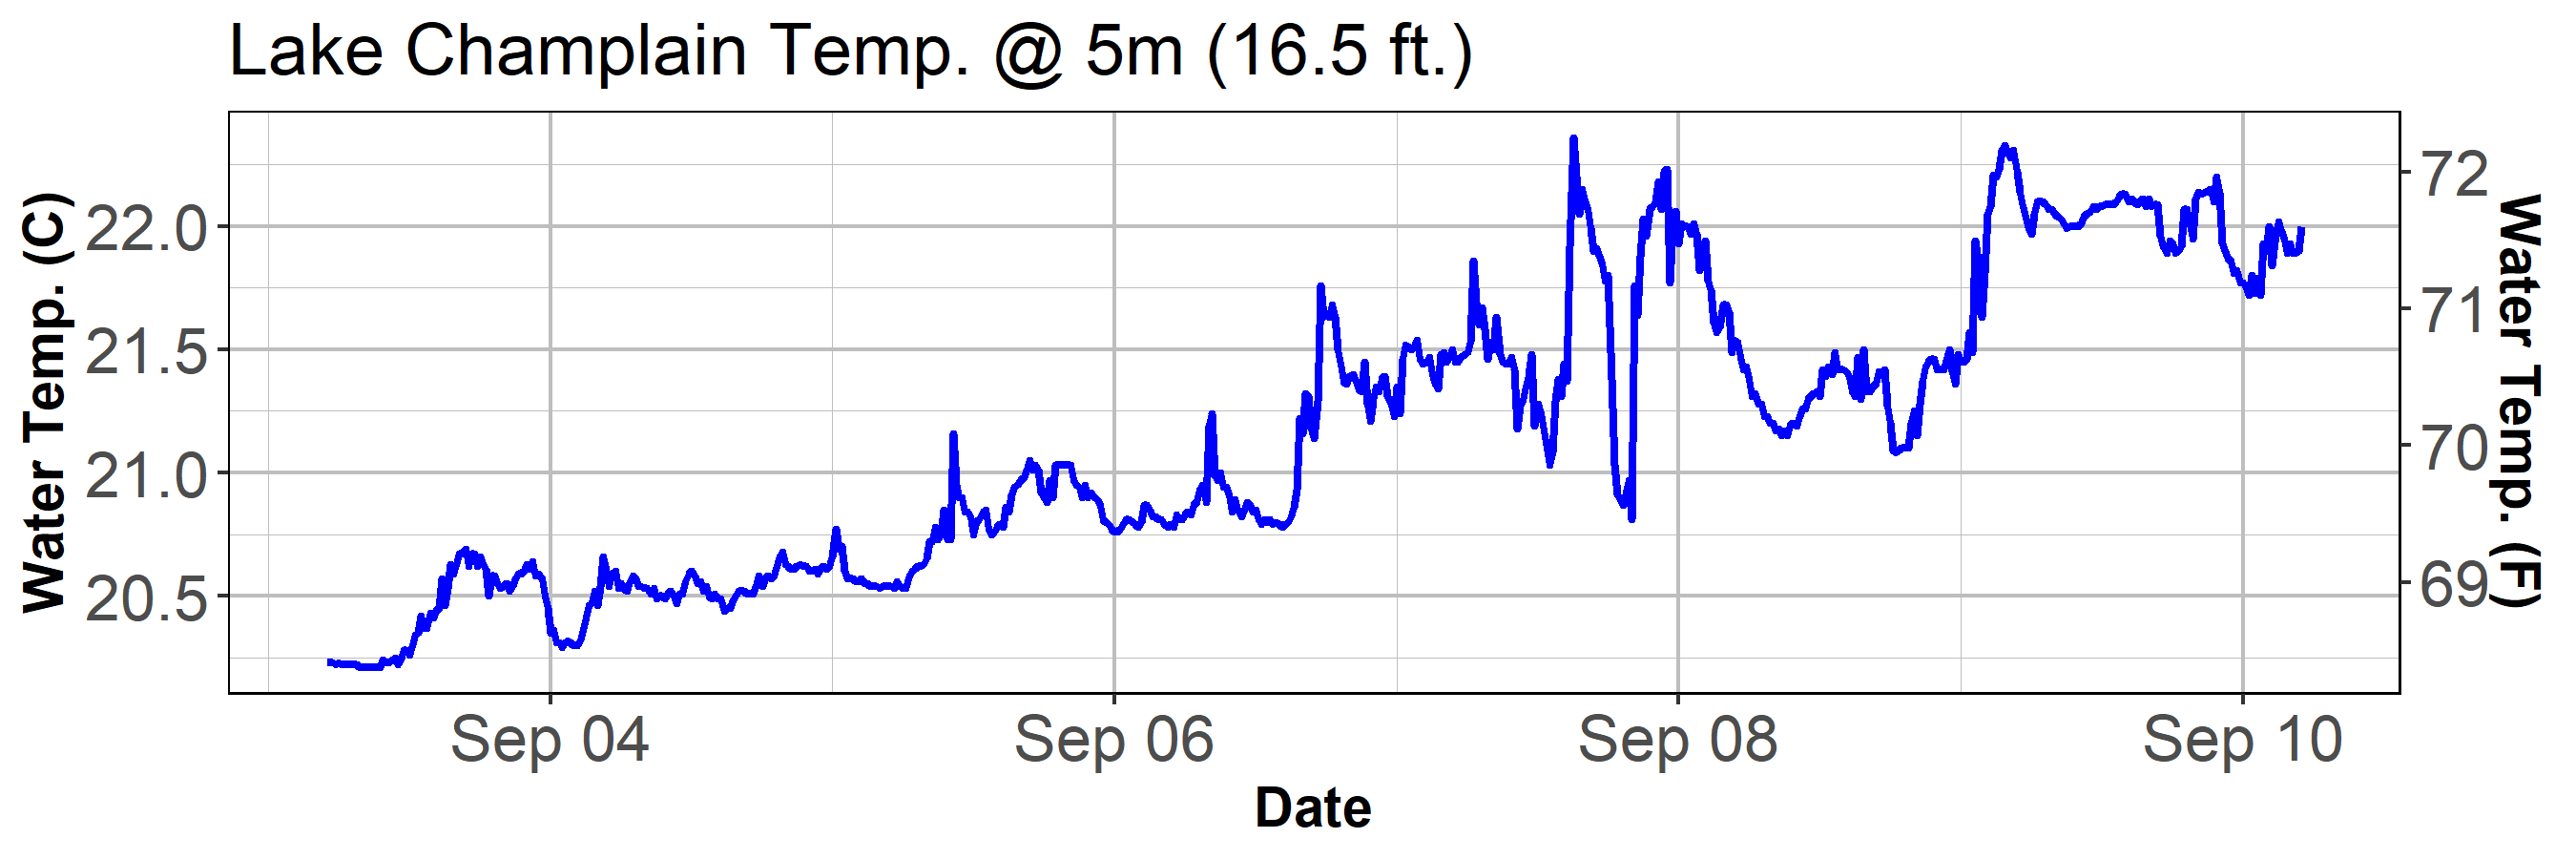 Lake Champlain Temp. @ 5m (16.5 ft.)
Water Temp. (C)
22.0
21.5
21.0
20.5
72
71
70
69
Water Temp. (F)
Sep 04 Sep 06 Sep 08 Sep 10
Date